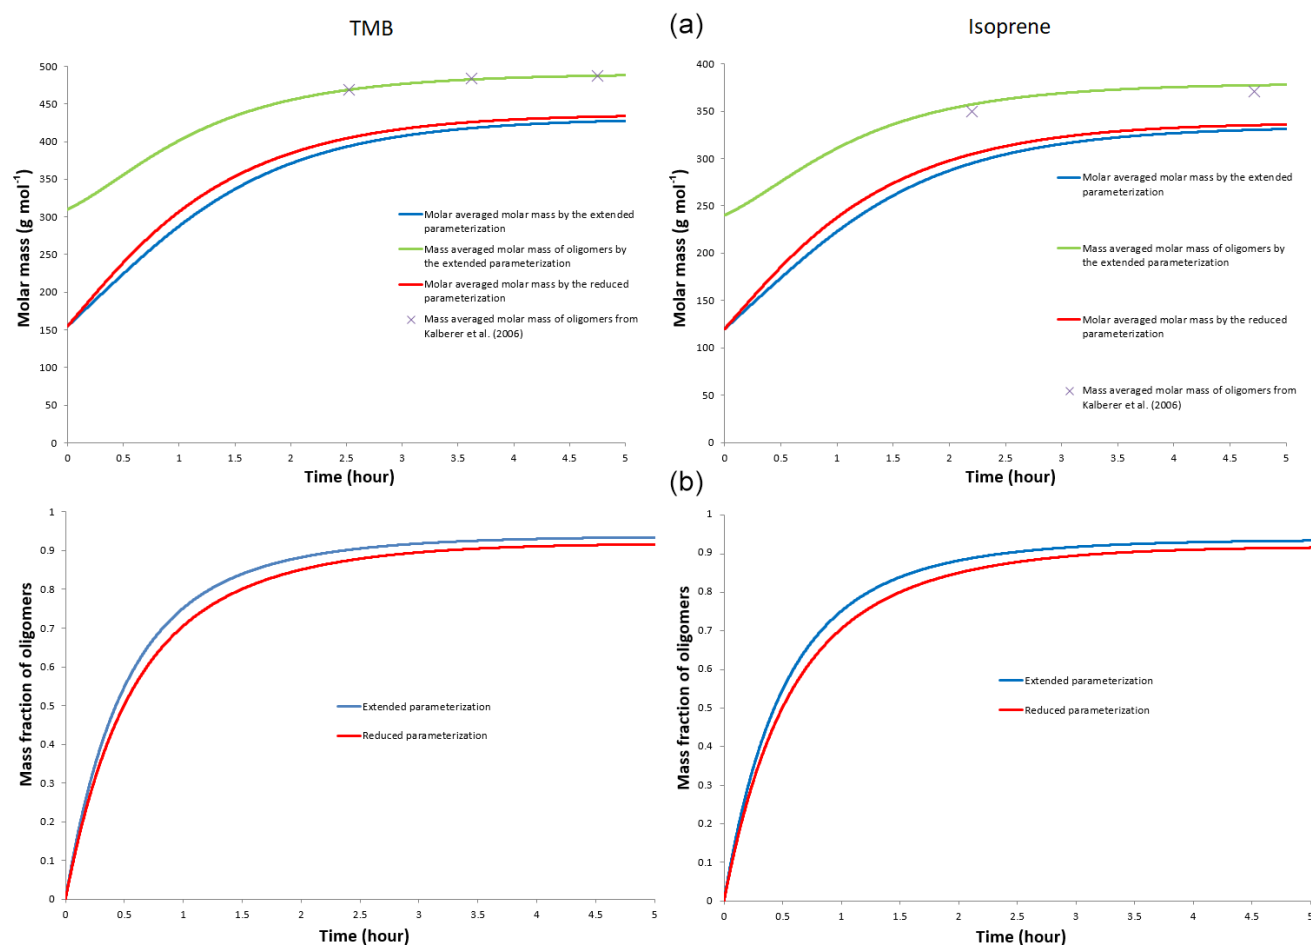 TMB
(a)
Isoprene
Molar mass (g mol⁻¹)
500
450
400
350
300
250
200
150
100
50
0
0 0.5 1 1.5 2 2.5 3 3.5 4 4.5 5
Time (hour)
Molar averaged molar mass by the extended
parameterization
Mass averaged molar mass of oligomers by
the extended parameterization
Molar averaged molar mass by the reduced
parameterization
Mass averaged molar mass of oligomers from
Kalberer et al. (2006)
Molar mass (g mol⁻¹)
400
350
300
250
200
150
100
50
0
0 0.5 1 1.5 2 2.5 3 3.5 4 4.5 5
Time (hour)
Molar averaged molar mass by the extended
parameterization
Mass averaged molar mass of oligomers by
the extended parameterization
Molar averaged molar mass by the reduced
parameterization
Mass averaged molar mass of oligomers from
Kalberer et al. (2006)
(b)
Mass fraction of oligomers
1
0.9
0.8
0.7
0.6
0.5
0.4
0.3
0.2
0.1
0
0 0.5 1 1.5 2 2.5 3 3.5 4 4.5 5
Time (hour)
Extended parameterization
Reduced parameterization
Mass fraction of oligomers
1
0.9
0.8
0.7
0.6
0.5
0.4
0.3
0.2
0.1
0
0 0.5 1 1.5 2 2.5 3 3.5 4 4.5 5
Time (hour)
Extended parameterization
Reduced parameterization